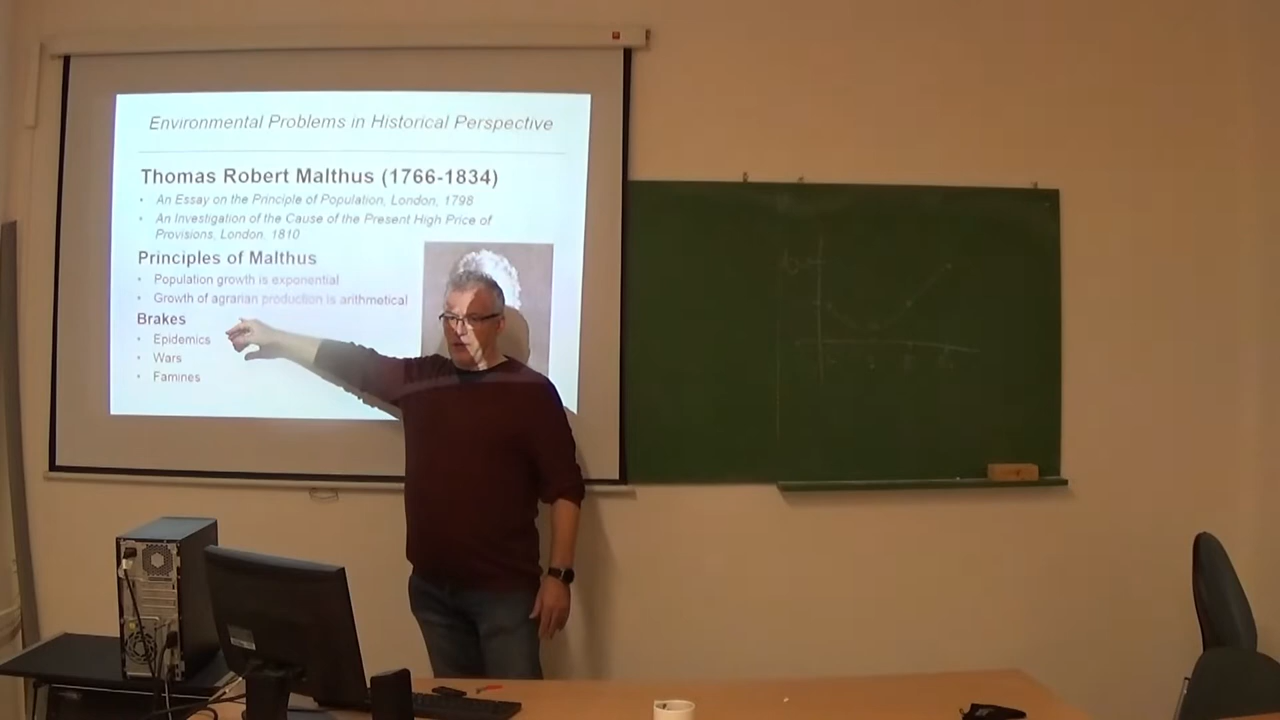 Environmental Problems in Historical Perspective
Thomas Robert Malthus (1766-1834)
• An Essay on the Principle of Population, London, 1798
• An Investigation of the Cause of the Present High Price of
Provisions, London, 1810
Principles of Malthus
• Population growth is exponential
• Growth of agrarian production is arithmetical
Brakes
• Epidemics
• Wars
• Famines